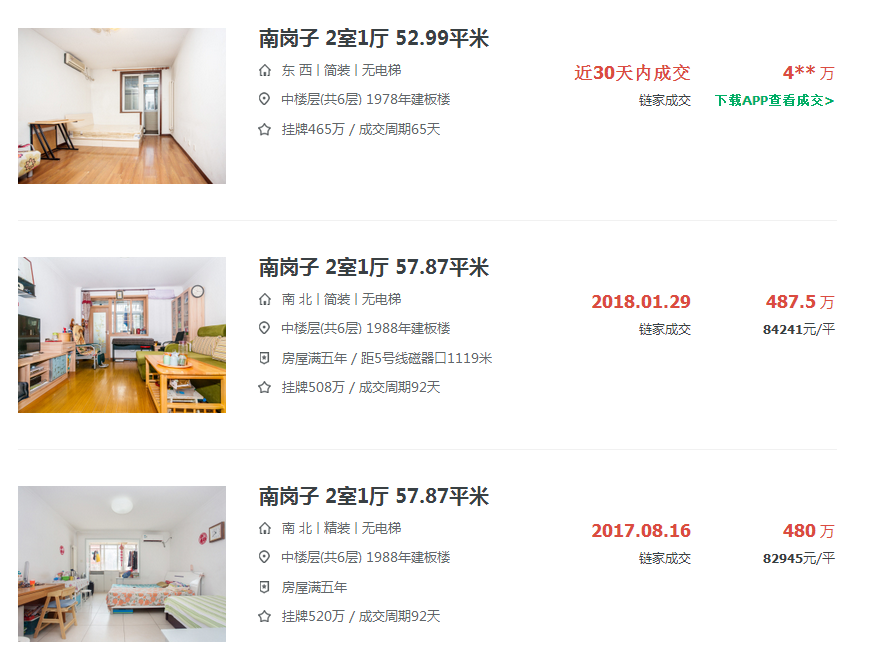 南岗子 2室1厅 52.99平米
东 西 | 简装 | 无电梯
近30天内成交
4** 万
中楼层(共6层) 1978年建板楼
链家成交
下载APP查看成交>
挂牌465万 / 成交周期65天
南岗子 2室1厅 57.87平米
南 北 | 简装 | 无电梯
2018.01.29
487.5 万
中楼层(共6层) 1988年建板楼
链家成交
84241元/平
房屋满五年 / 距5号线磁器口1119米
挂牌508万 / 成交周期92天
南岗子 2室1厅 57.87平米
南 北 | 精装 | 无电梯
2017.08.16
480 万
中楼层(共6层) 1988年建板楼
链家成交
82945元/平
房屋满五年
挂牌520万 / 成交周期92天